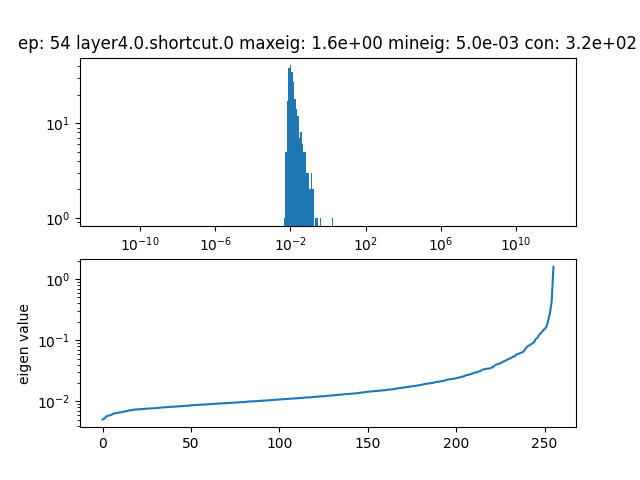 ep: 54 layer4.0.shortcut.0 maxeig: 1.6e+00 mineig: 5.0e-03 con: 3.2e+02
10¹
10⁰
10⁻¹⁰ 10⁻⁶ 10⁻² 10² 10⁶ 10¹⁰
10⁰
10⁻¹
10⁻²
eigen value
0 50 100 150 200 250